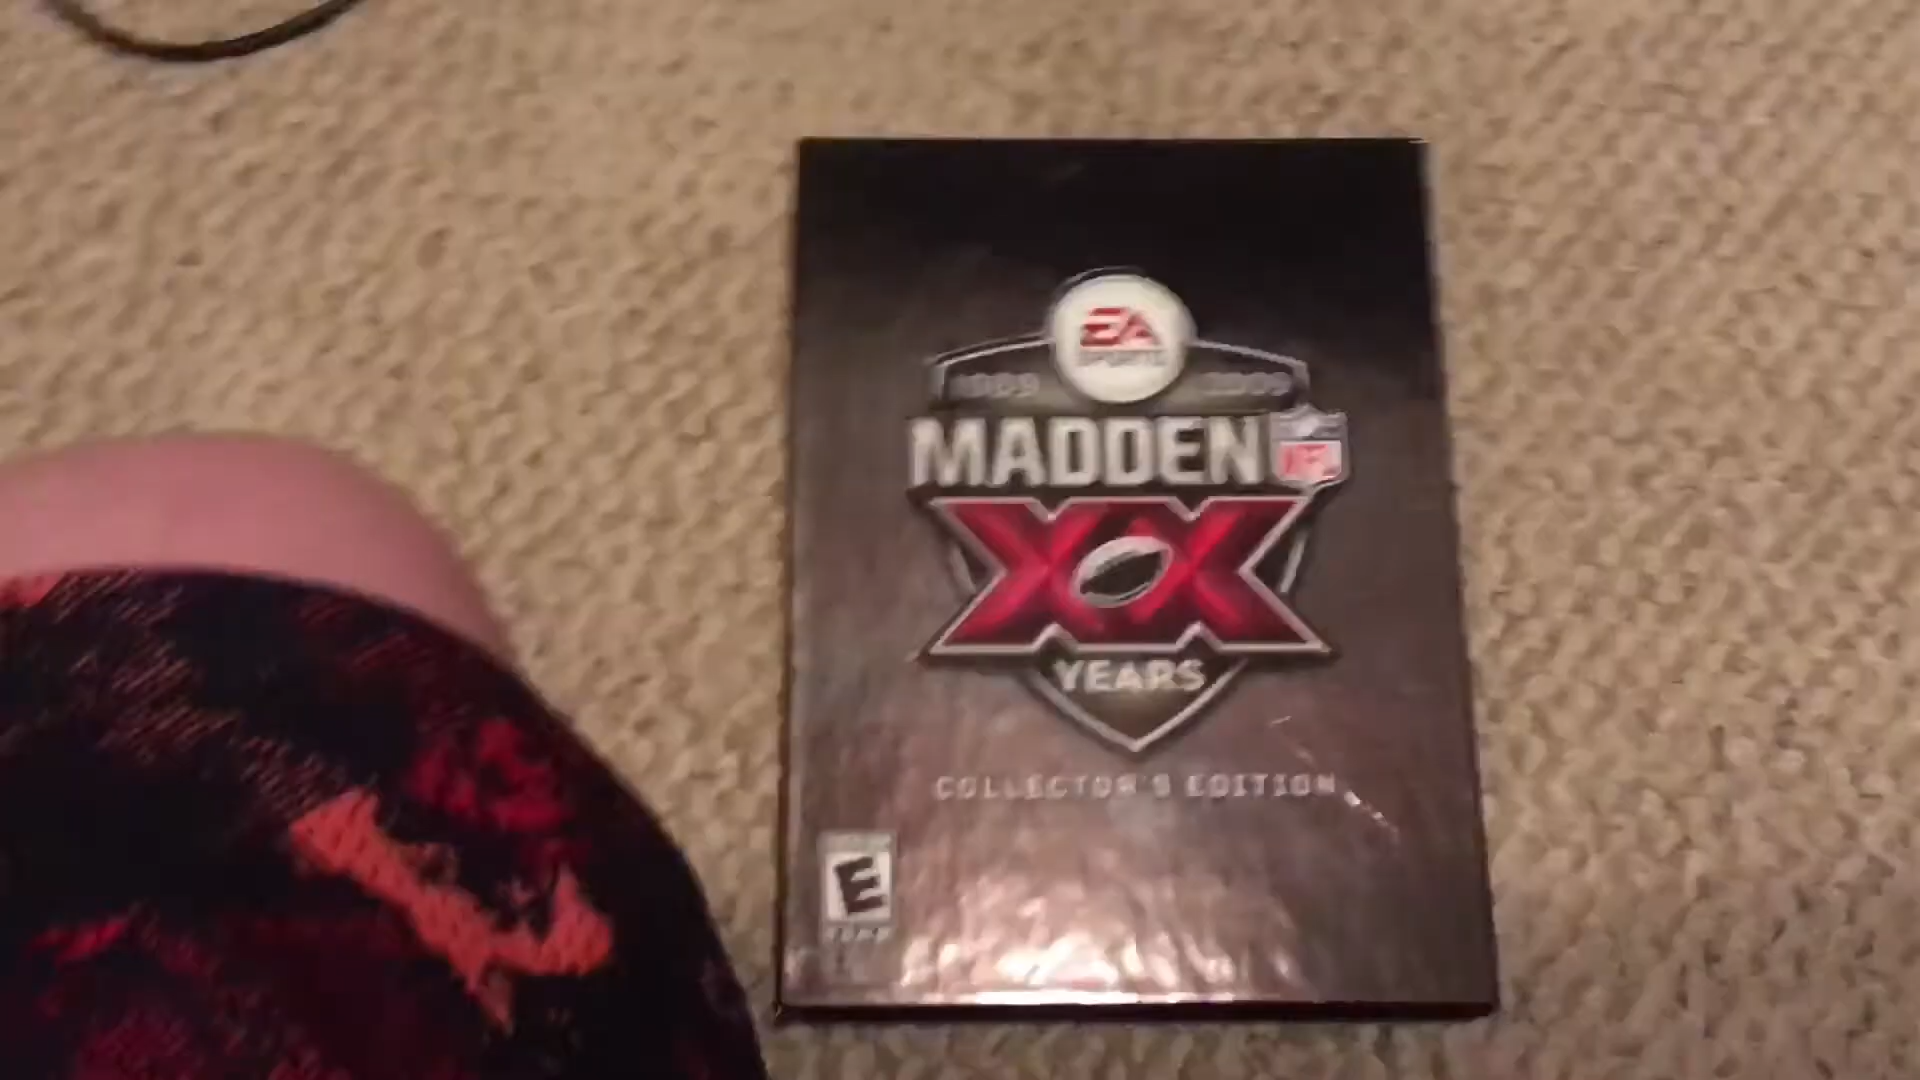 EA
SPORTS
1989 2009
MADDEN NFL
XX
YEARS
COLLECTOR'S EDITION
E